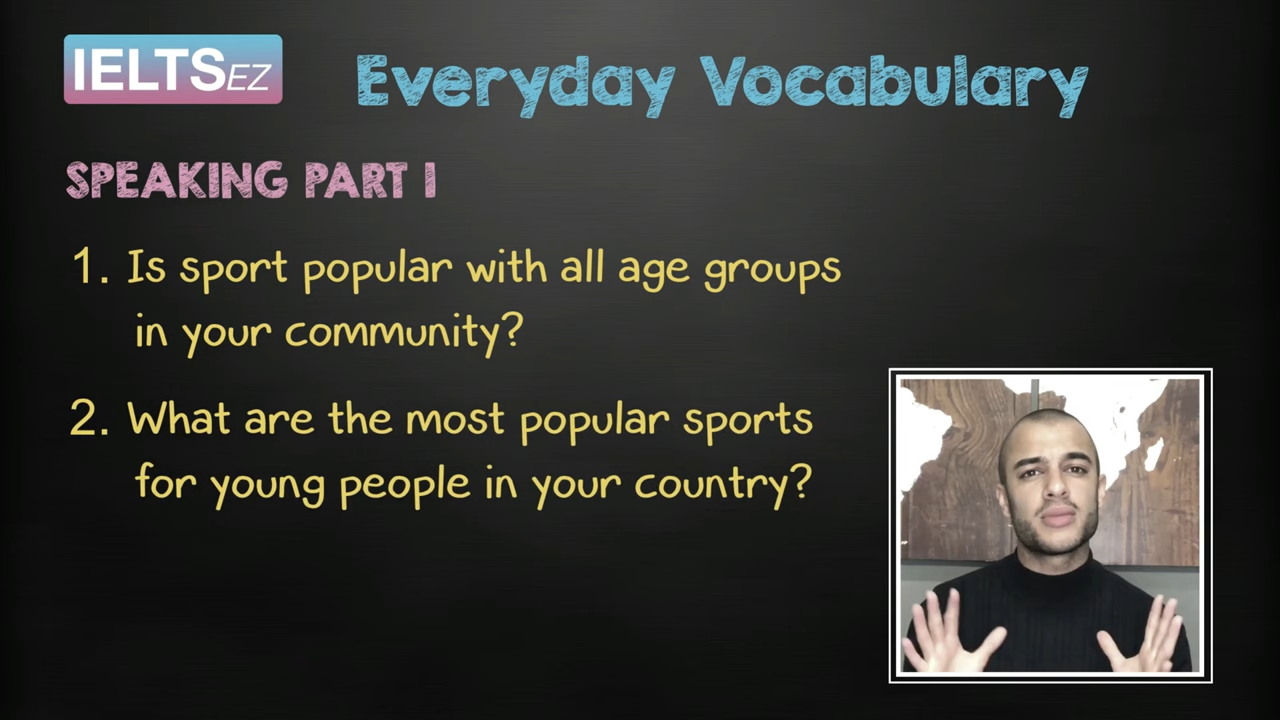 IELTSEZ
Everyday Vocabulary
SPEAKING PART 1
1. Is sport popular with all age groups
in your community?
2. What are the most popular sports
for young people in your country?